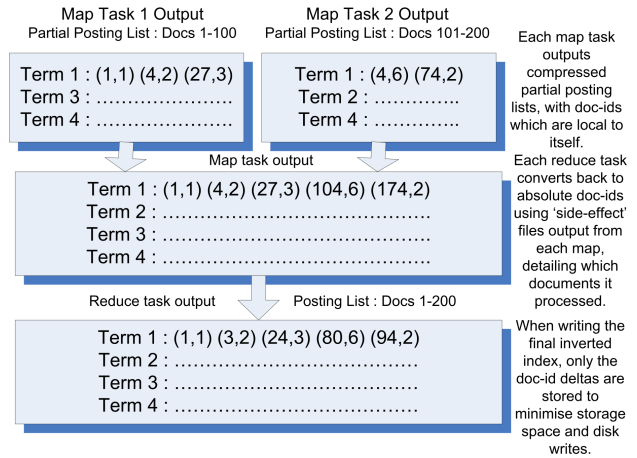 Map Task 1 Output
Partial Posting List : Docs 1-100
Term 1 : (1,1) (4,2) (27,3)
Term 3 : …………………….
Term 4 : …………………….
Map Task 2 Output
Partial Posting List : Docs 101-200
Term 1 : (4,6) (74,2)
Term 2 : …………..
Term 4 : …………..
Each map task
outputs
compressed
partial posting
lists, with doc-ids
which are local to
itself.
Map task output
Term 1 : (1,1) (4,2) (27,3) (104,6) (174,2)
Term 2 : …………………………………………
Term 3 : …………………………………………
Term 4 : …………………………………………
Each reduce task
converts back to
absolute doc-ids
using ‘side-effect’
files output from
each map,
detailing which
documents it
processed.
Reduce task output
Posting List : Docs 1-200
Term 1 : (1,1) (3,2) (24,3) (80,6) (94,2)
Term 2 : ……………………………………
Term 3 : ……………………………………
Term 4 : ……………………………………
When writing the
final inverted
index, only the
doc-id deltas are
stored to
minimise storage
space and disk
writes.